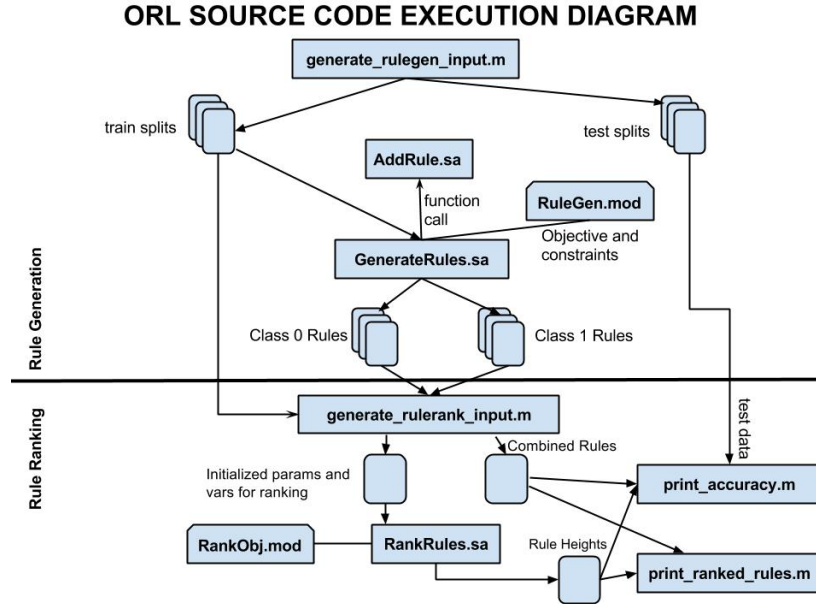 ORL SOURCE CODE EXECUTION DIAGRAM
generate_rulegen_input.m
train splits
test splits
AddRule.sa
function
call
RuleGen.mod
Objective and
constraints
GenerateRules.sa
Rule Generation
Class 0 Rules
Class 1 Rules
generate_rulerank_input.m
test data
Rule Ranking
Combined Rules
Initialized params and
vars for ranking
print_accuracy.m
RankObj.mod
RankRules.sa
Rule Heights
print_ranked_rules.m